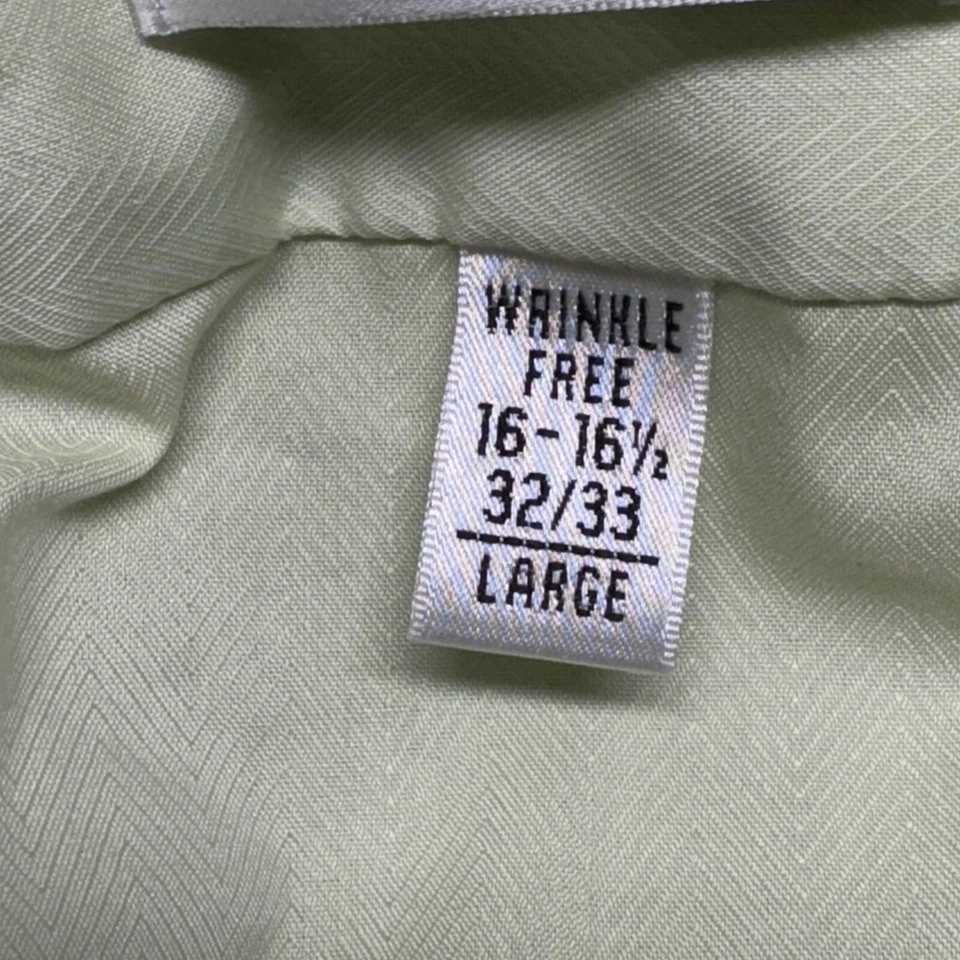 WRINKLE
FREE
16-16½
32/33
LARGE